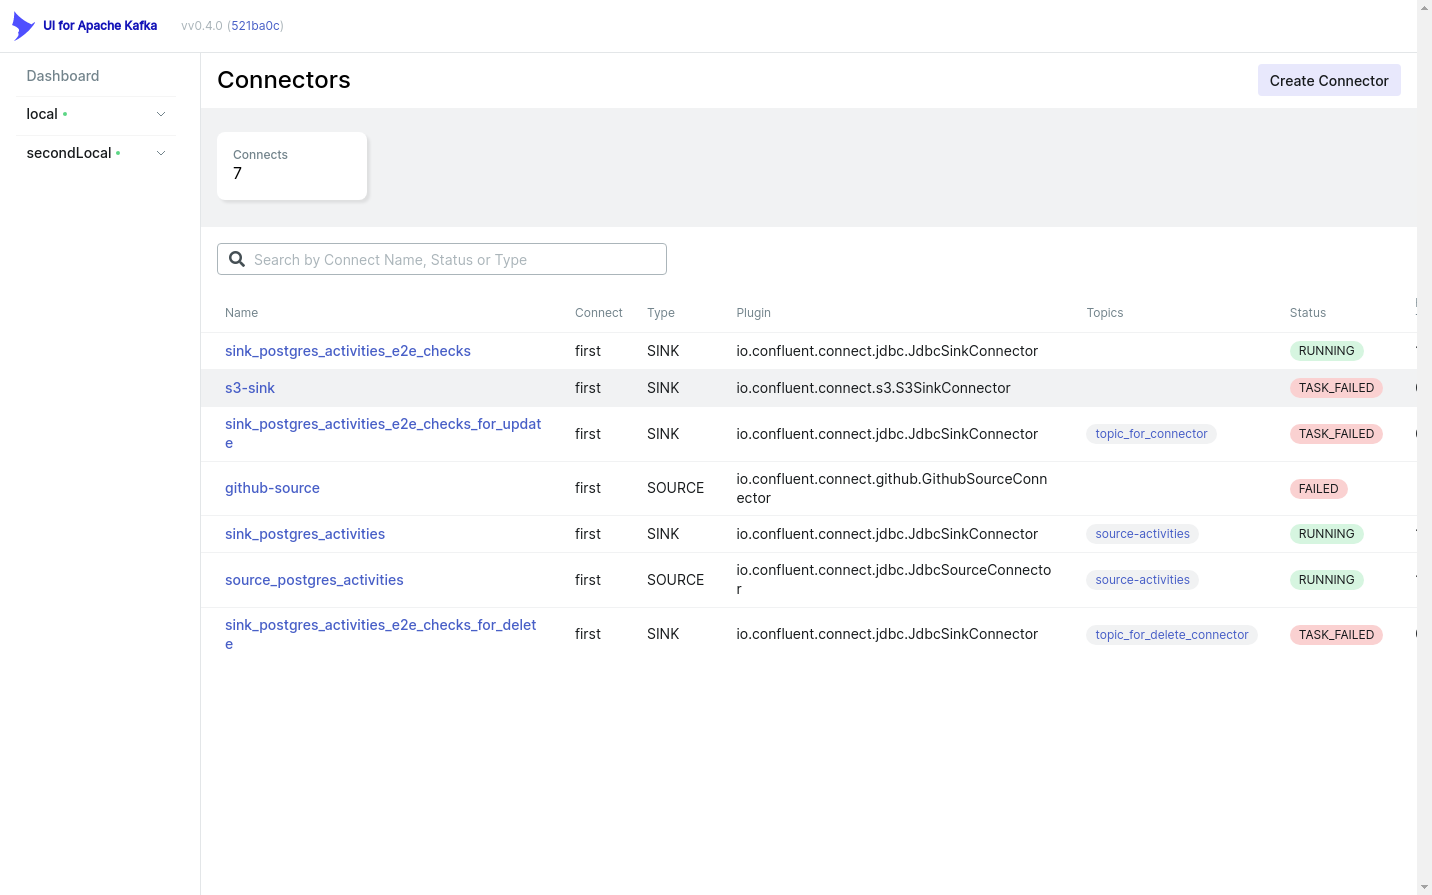 UI for Apache Kafka vv0.4.0 (521ba0c)
Dashboard
local
secondLocal
Connectors
Create Connector
Connects
7
Search by Connect Name, Status or Type
Name Connect Type Plugin Topics Status
sink_postgres_activities_e2e_checks first SINK io.confluent.connect.jdbc.JdbcSinkConnector RUNNING
s3-sink first SINK io.confluent.connect.s3.S3SinkConnector TASK_FAILED
sink_postgres_activities_e2e_checks_for_updat
e
first SINK io.confluent.connect.jdbc.JdbcSinkConnector topic_for_connector TASK_FAILED
github-source first SOURCE
io.confluent.connect.github.GithubSourceConn
ector
FAILED
sink_postgres_activities first SINK io.confluent.connect.jdbc.JdbcSinkConnector source-activities RUNNING
source_postgres_activities first SOURCE
io.confluent.connect.jdbc.JdbcSourceConnecto
r
source-activities RUNNING
sink_postgres_activities_e2e_checks_for_delet
e
first SINK io.confluent.connect.jdbc.JdbcSinkConnector topic_for_delete_connector TASK_FAILED